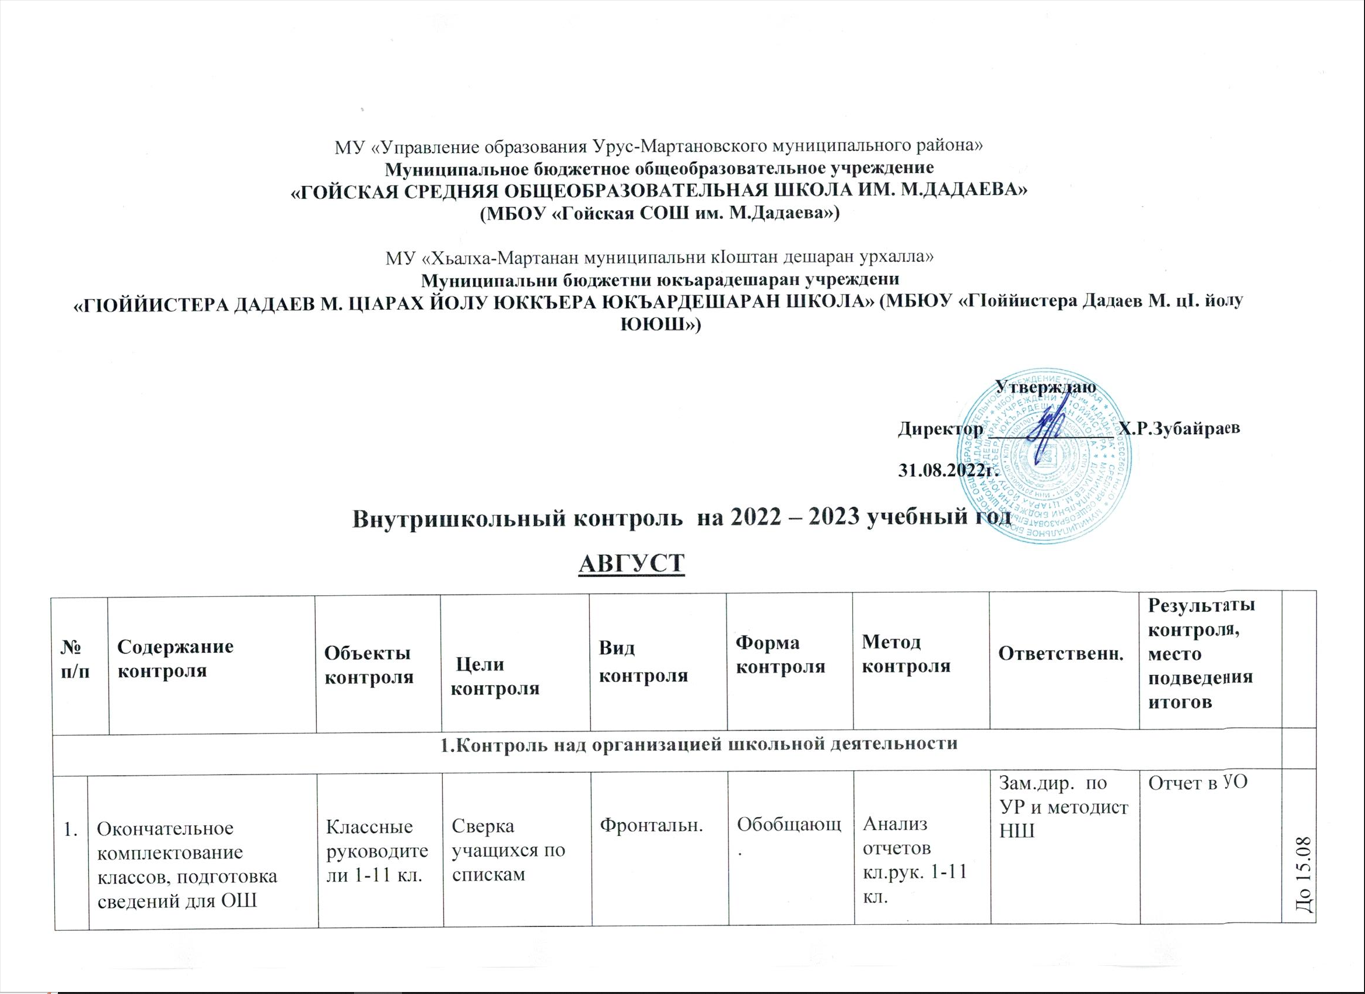 МУ «Управление образования Урус-Мартановского муниципального района»
Муниципальное бюджетное общеобразовательное учреждение
«ГОЙСКАЯ СРЕДНЯЯ ОБЩЕОБРАЗОВАТЕЛЬНАЯ ШКОЛА ИМ. М.ДАДАЕВА»
(МБОУ «Гойская СОШ им. М.Дадаева»)
МУ «Хьалха-Мартанан муниципальни кӀоштан дешаран урхалла»
Муниципальни бюджетни юкъарадешаран учреждени
«ГӀОЙЙИСТЕРА ДАДАЕВ М. ЦӀАРАХ ЙОЛУ ЮККЪЕРА ЮКЪАРДЕШАРАН ШКОЛА» (МБЮУ «ГӀоййистера Дадаев М. цӀ. йолу
ЮЮШ»)
Утверждаю
Директор _____________ Х.Р.Зубайраев
31.08.2022г.
Внутришкольный контроль на 2022 – 2023 учебный год
АВГУСТ
№
п/п
Содержание
контроля
Объекты
контроля
Цели
контроля
Вид
контроля
Форма
контроля
Метод
контроля
Ответственн.
Результаты
контроля,
место
подведения
итогов
1.Контроль над организацией школьной деятельности
1.
Окончательное
комплектование
классов, подготовка
сведений для ОШ
Классные
руководите
ли 1-11 кл.
Сверка
учащихся по
спискам
Фронтальн.
Обобщающ
.
Анализ
отчетов
кл.рук. 1-11
кл.
Зам.дир. по
УР и методист
НШ
Отчет в УО
До 15.08